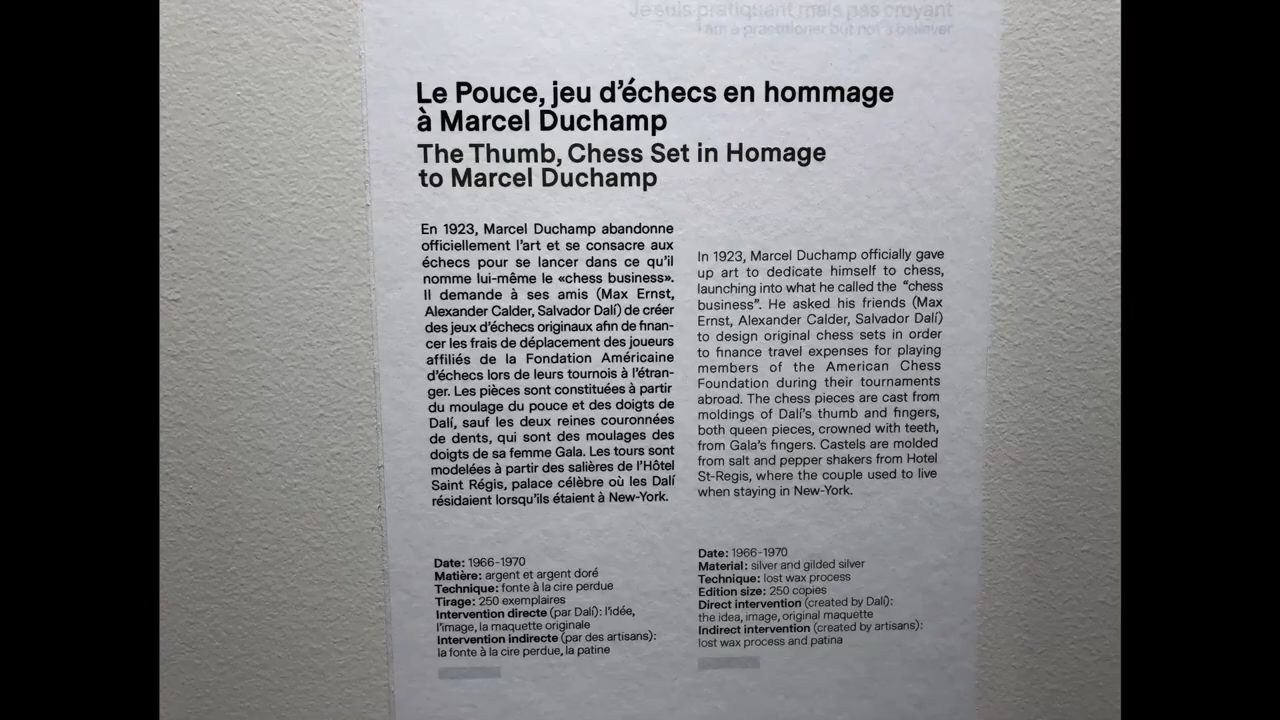 Je suis pratiquant mais pas croyant
I am a practitioner but not a believer
Le Pouce, jeu d'échecs en hommage
à Marcel Duchamp
The Thumb, Chess Set in Homage
to Marcel Duchamp
En 1923, Marcel Duchamp abandonne
officiellement l'art et se consacre aux
échecs pour se lancer dans ce qu'il
nomme lui-même le «chess business».
Il demande à ses amis (Max Ernst,
Alexander Calder, Salvador Dalí) de créer
des jeux d'échecs originaux afin de finan-
cer les frais de déplacement des joueurs
affiliés de la Fondation Américaine
d'échecs lors de leurs tournois à l'étran-
ger. Les pièces sont constituées à partir
du moulage du pouce et des doigts de
Dalí, sauf les deux reines couronnées
de dents, qui sont des moulages des
doigts de sa femme Gala. Les tours sont
modelées à partir des salières de l'Hôtel
Saint Régis, palace célèbre où les Dalí
résidaient lorsqu'ils étaient à New-York.
In 1923, Marcel Duchamp officially gave
up art to dedicate himself to chess,
launching into what he called the "chess
business". He asked his friends (Max
Ernst, Alexander Calder, Salvador Dalí)
to design original chess sets in order
to finance travel expenses for playing
members of the American Chess
Foundation during their tournaments
abroad. The chess pieces are cast from
moldings of Dalí's thumb and fingers,
both queen pieces, crowned with teeth,
from Gala's fingers. Castels are molded
from salt and pepper shakers from Hotel
St-Regis, where the couple used to live
when staying in New-York.
Date: 1966-1970
Matière: argent et argent doré
Technique: fonte à la cire perdue
Tirage: 250 exemplaires
Intervention directe (par Dalí): l'idée,
l'image, la maquette originale
Intervention indirecte (par des artisans):
la fonte à la cire perdue, la patine
Date: 1966-1970
Material: silver and gilded silver
Technique: lost wax process
Edition size: 250 copies
Direct intervention (created by Dalí):
the idea, image, original maquette
Indirect intervention (created by artisans):
lost wax process and patina